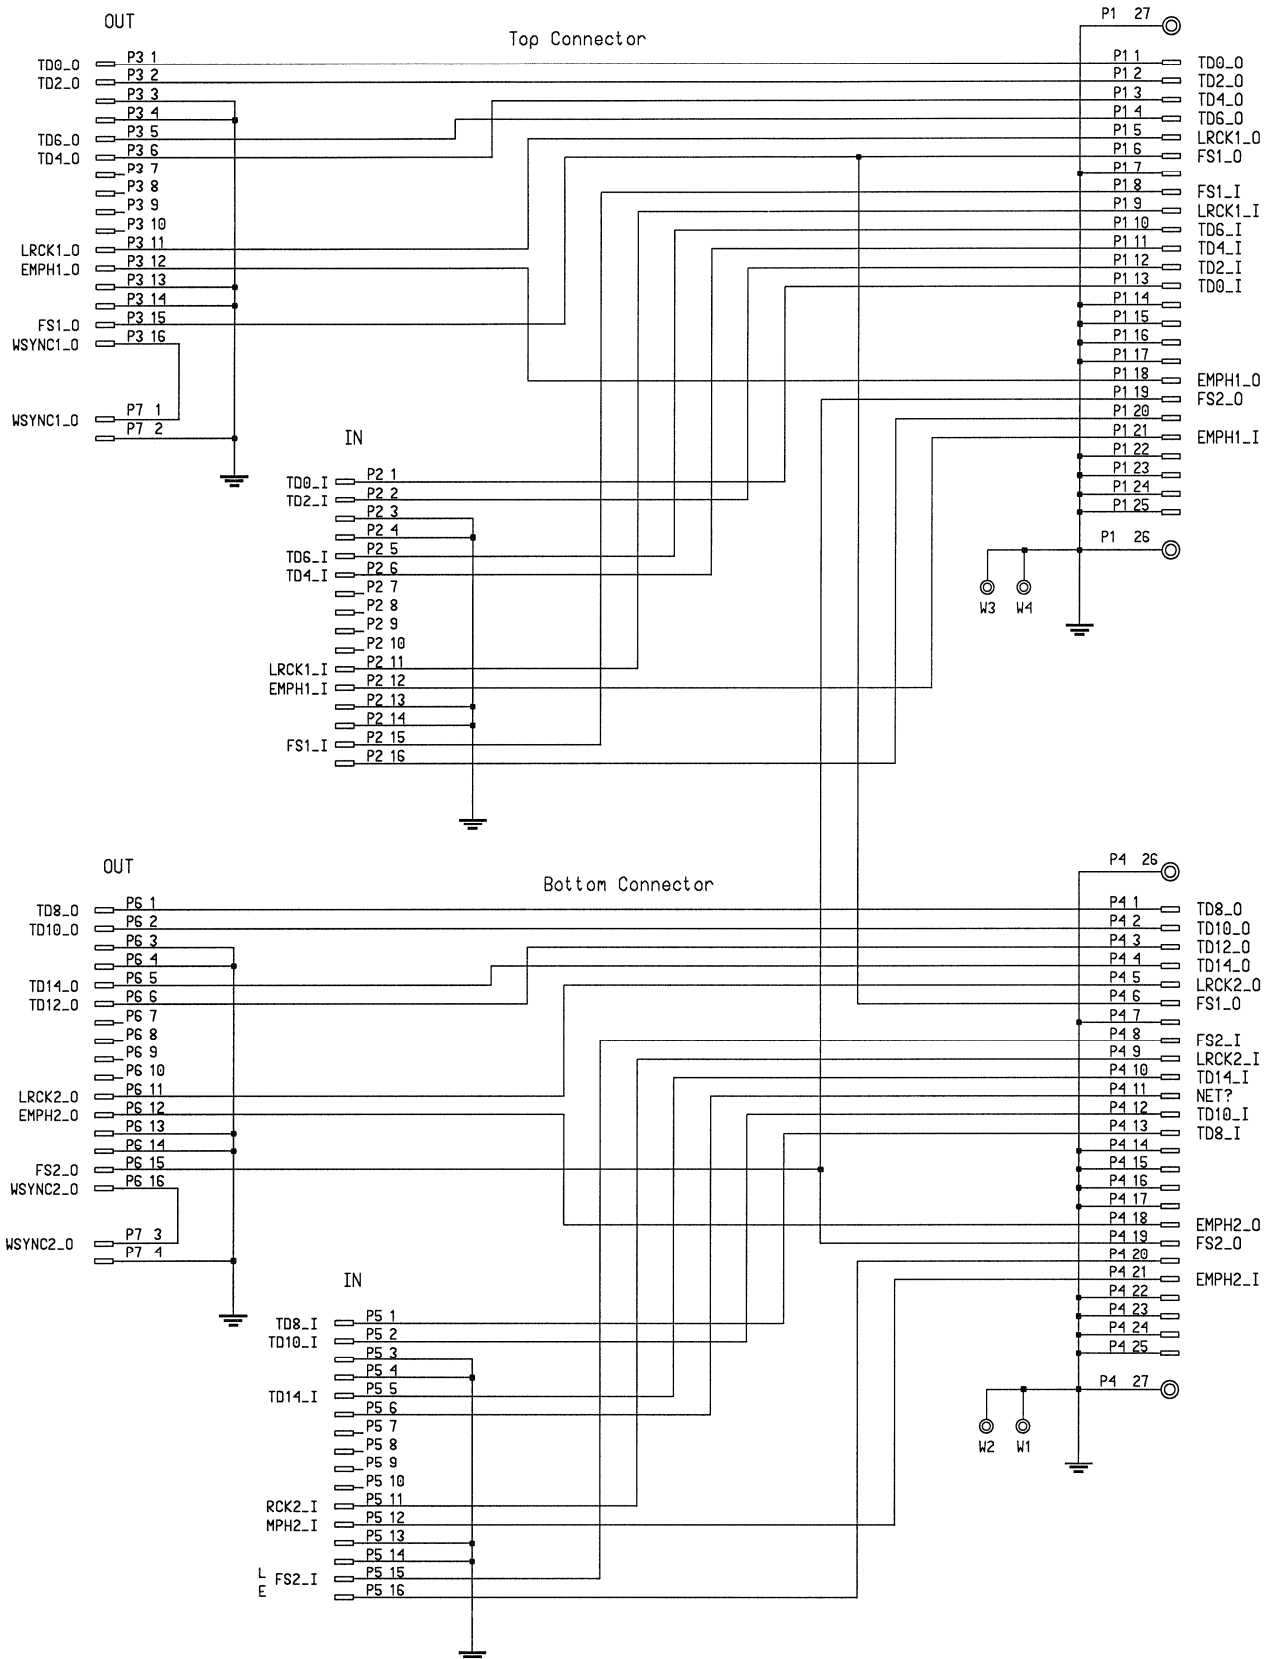 OUT
Top Connector
P1 27
TD0_O P3 1 P1 1 TD0_O
TD2_O P3 2 P1 2 TD2_O
P3 3 P1 3 TD4_O
P3 4 P1 4 TD6_O
TD6_O P3 5 P1 5 LRCK1_O
TD4_O P3 6 P1 6 FS1_O
P3 7 P1 7
P3 8 P1 8 FS1_I
P3 9 P1 9 LRCK1_I
P3 10 P1 10 TD6_I
LRCK1_O P3 11 P1 11 TD4_I
EMPH1_O P3 12 P1 12 TD2_I
P3 13 P1 13 TD0_I
P3 14 P1 14
FS1_O P3 15 P1 15
WSYNC1_O P3 16 P1 16
P1 17
P1 18 EMPH1_O
P1 19 FS2_O
WSYNC1_O P7 1 P1 20
P7 2 P1 21 EMPH1_I
IN
P1 22
P1 23
TD0_I P2 1 P1 24
TD2_I P2 2 P1 25
P2 3
P2 4 P1 26
TD6_I P2 5
TD4_I P2 6
P2 7
P2 8 W3 W4
P2 9
P2 10
LRCK1_I P2 11
EMPH1_I P2 12
P2 13
P2 14
FS1_I P2 15
P2 16
OUT
Bottom Connector
P4 26
TD8_O P6 1 P4 1 TD8_O
TD10_O P6 2 P4 2 TD10_O
P6 3 P4 3 TD12_O
P6 4 P4 4 TD14_O
TD14_O P6 5 P4 5 LRCK2_O
TD12_O P6 6 P4 6 FS1_O
P6 7 P4 7
P6 8 P4 8 FS2_I
P6 9 P4 9 LRCK2_I
P6 10 P4 10 TD14_I
LRCK2_O P6 11 P4 11 NET?
EMPH2_O P6 12 P4 12 TD10_I
P6 13 P4 13 TD8_I
P6 14 P4 14
FS2_O P6 15 P4 15
WSYNC2_O P6 16 P4 16
P4 17
P4 18 EMPH2_O
WSYNC2_O P7 3 P4 19 FS2_O
P7 4 P4 20
IN
P4 21 EMPH2_I
P4 22
TD8_I P5 1 P4 23
TD10_I P5 2 P4 24
P5 3 P4 25
P5 4 P4 27
TD14_I P5 5
P5 6
P5 7
P5 8 W2 W1
P5 9
P5 10
RCK2_I P5 11
MPH2_I P5 12
P5 13
P5 14
L FS2_I P5 15
E P5 16